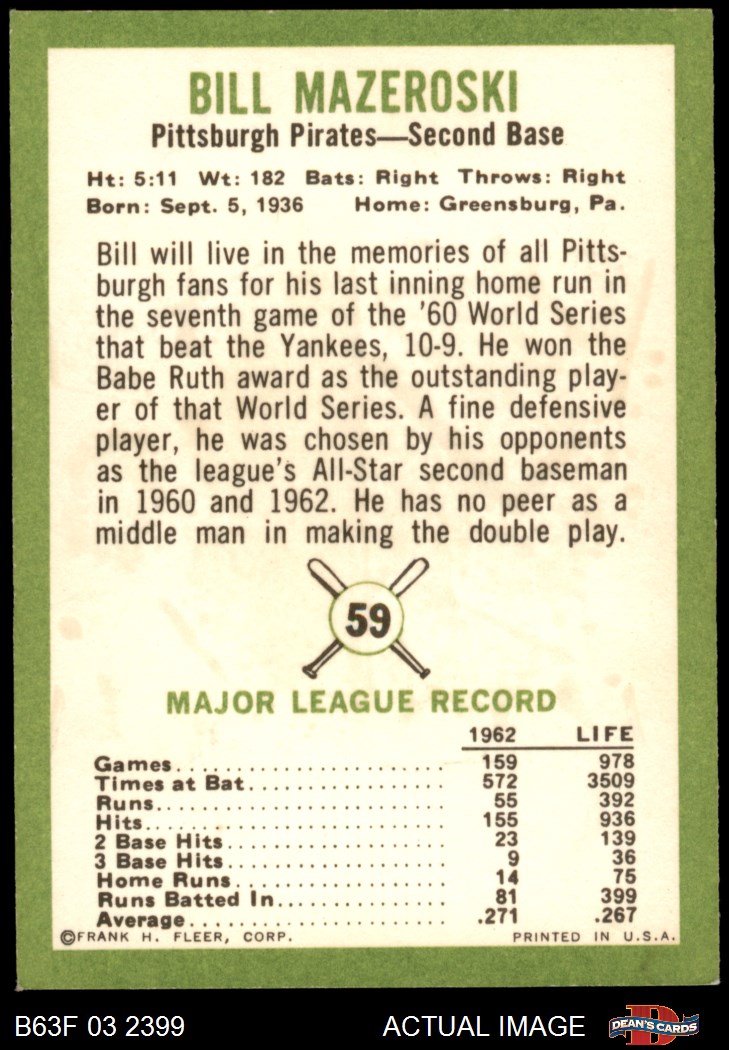 BILL MAZEROSKI
Pittsburgh Pirates—Second Base
Ht: 5:11 Wt: 182 Bats: Right Throws: Right
Born: Sept. 5, 1936 Home: Greensburg, Pa.
Bill will live in the memories of all Pitts-
burgh fans for his last inning home run in
the seventh game of the '60 World Series
that beat the Yankees, 10-9. He won the
Babe Ruth award as the outstanding play-
er of that World Series. A fine defensive
player, he was chosen by his opponents
as the league's All-Star second baseman
in 1960 and 1962. He has no peer as a
middle man in making the double play.
59
MAJOR LEAGUE RECORD
1962 LIFE
Games 159 978
Times at Bat 572 3509
Runs 55 392
Hits 155 936
2 Base Hits 23 139
3 Base Hits 9 36
Home Runs 14 75
Runs Batted In 81 399
Average .271 .267
©FRANK H. FLEER, CORP. PRINTED IN U.S.A.
B63F 03 2399 ACTUAL IMAGE DEAN'S CARDS